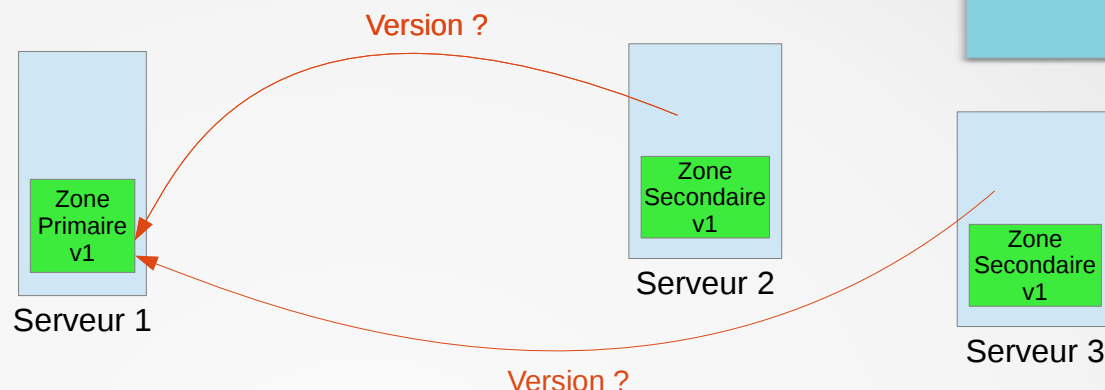 Version ?
Zone
Primaire
v1
Serveur 1
Zone
Secondaire
v1
Serveur 2
Zone
Secondaire
v1
Serveur 3
Version ?